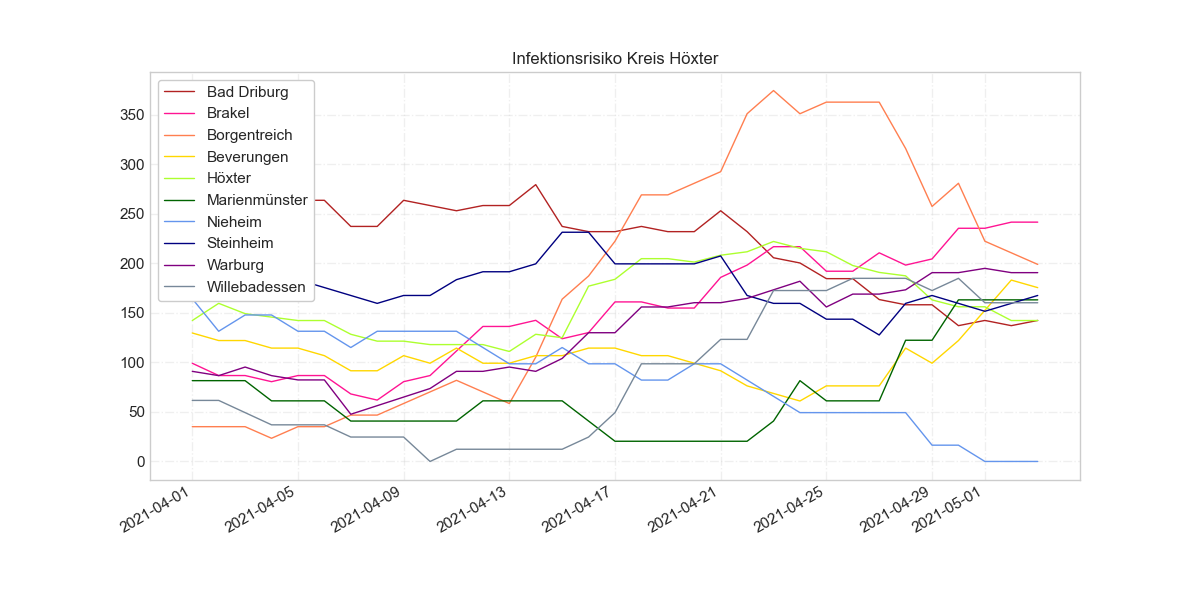 Infektionsrisiko Kreis Höxter
Bad Driburg
Brakel
Borgentreich
Beverungen
Höxter
Marienmünster
Nieheim
Steinheim
Warburg
Willebadessen
350
300
250
200
150
100
50
0
2021-04-01
2021-04-05
2021-04-09
2021-04-13
2021-04-17
2021-04-21
2021-04-25
2021-04-29
2021-05-01